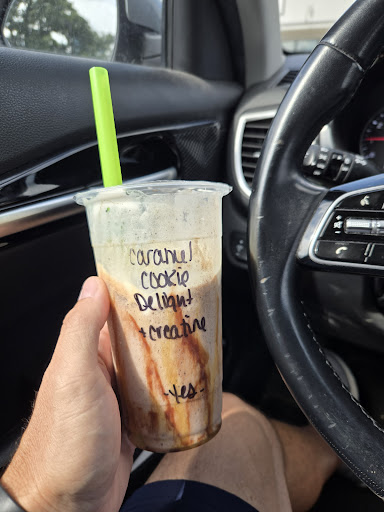 caramel
cookie
Delight
+ creatine
-yes-